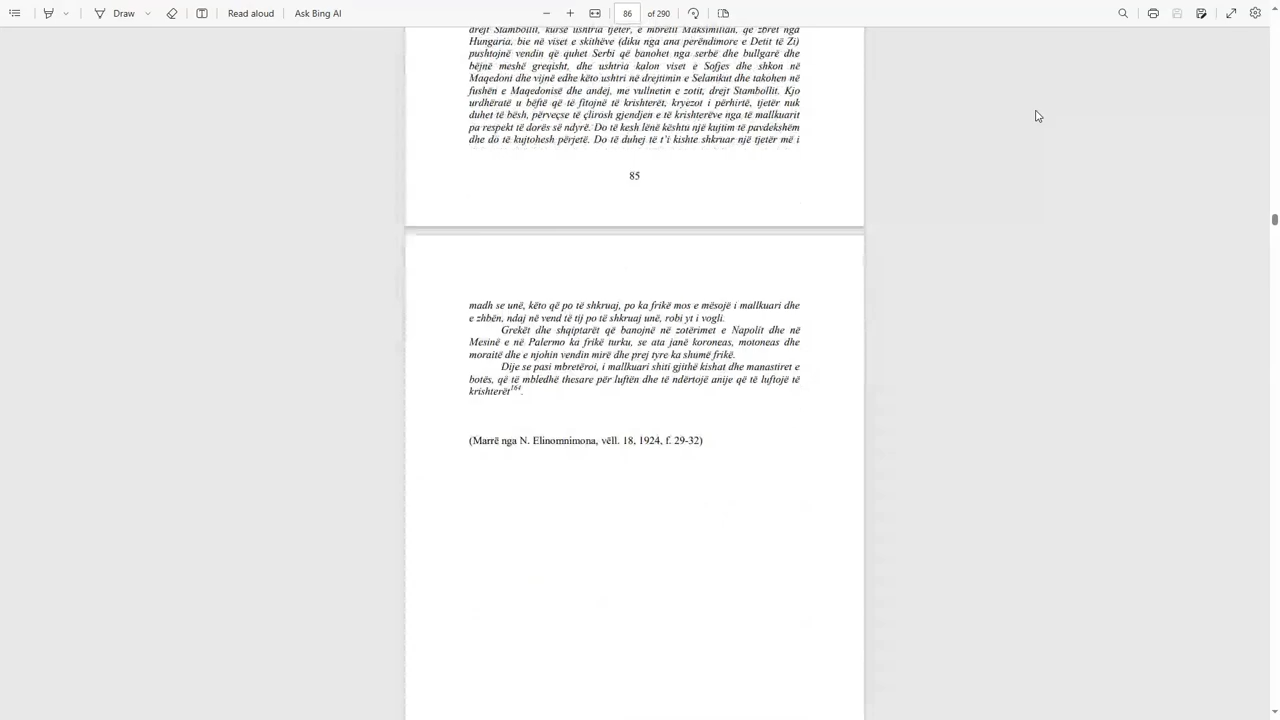 Draw
Read aloud
Ask Bing AI
86 of 290
drejt Stambollit, kurse ushtria tjetër, e mbretit Maksimilian, që zbret nga
Hungaria, bie në viset e skithëve (diku nga ana perëndimore e Detit të Zi)
pushtojnë vendin që quhet Serbi që banohet nga serbë dhe bullgarë dhe
bëjnë meshë greqisht, dhe ushtria kalon viset e Sofjes dhe shkon në
Maqedoni dhe vijnë edhe këto ushtri në drejtimin e Selanikut dhe takohen në
fushën e Maqedonisë dhe andej, me vullnetin e zotit, drejt Stambollit. Kjo
urdhëratë u bëftë që të fitojnë të krishterët, kryezot i përhirtë, tjetër nuk
duhet të bësh, përveçse të çlirosh gjendjen e të krishterëve nga të mallkuarit
pa respekt të dorës së ndyrë. Do të kesh lënë kështu një kujtim të pavdekshëm
dhe do të kujtohesh përjetë. Do të duhej të t'i kishte shkruar një tjetër më i
85
madh se unë, këto që po të shkruaj, po ka frikë mos e mësojë i mallkuari dhe
e zhbën, ndaj në vend të tij po të shkruaj unë, robi yt i vogli.
Grekët dhe shqiptarët që banojnë në zotërimet e Napolit dhe në
Mesinë e në Palermo ka frikë turku, se ata janë koroneas, motoneas dhe
moraitë dhe e njohin vendin mirë dhe prej tyre ka shumë frikë.
Dije se pasi mbretëroi, i mallkuari shiti gjithë kishat dhe manastiret e
botës, që të mbledhë thesare për luftën dhe të ndërtojë anije që të luftojë të
krishterët164.
(Marrë nga N. Elinomnimona, vëll. 18, 1924, f. 29-32)